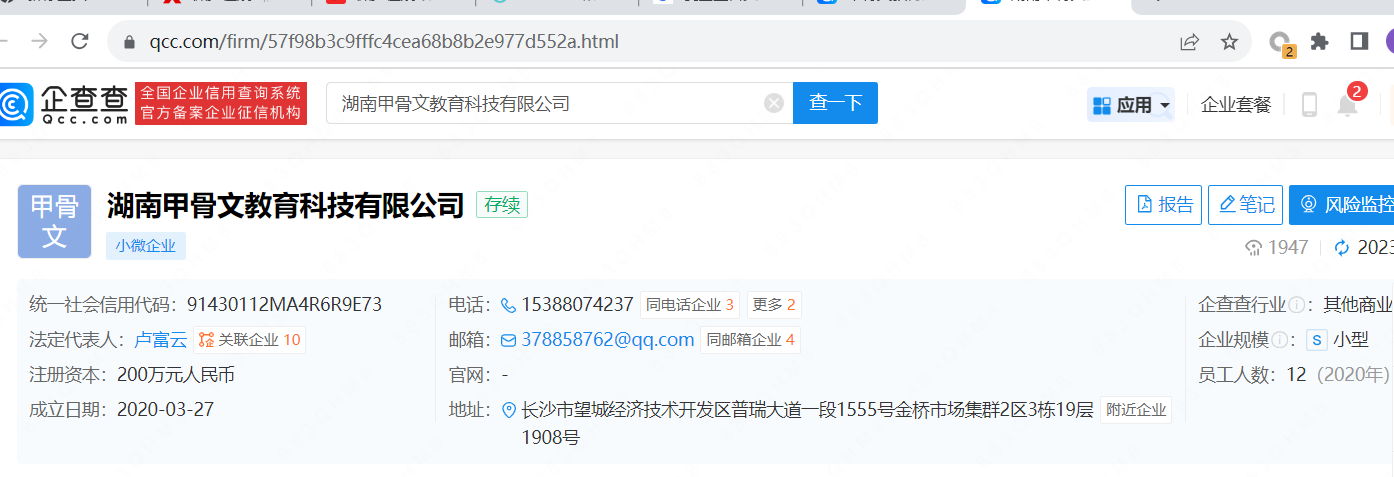 qcc.com/firm/57f98b3c9fffc4cea68b8b2e977d552a.html
2
企查查
Qcc.com
全国企业信用查询系统
官方备案企业征信机构
湖南甲骨文教育科技有限公司
查一下
应用
企业套餐
2
甲骨
文
湖南甲骨文教育科技有限公司
存续
小微企业
报告
笔记
风险监控
1947
2023
统一社会信用代码：91430112MA4R6R9E73
法定代表人：卢富云 关联企业 10
注册资本：200万元人民币
成立日期：2020-03-27
电话：15388074237 同电话企业 3 更多 2
邮箱：378858762@qq.com 同邮箱企业 4
官网：-
地址：长沙市望城经济技术开发区普瑞大道一段1555号金桥市场集群2区3栋19层 附近企业
1908号
企查查行业：其他商业
企业规模：S 小型
员工人数：12（2020年）